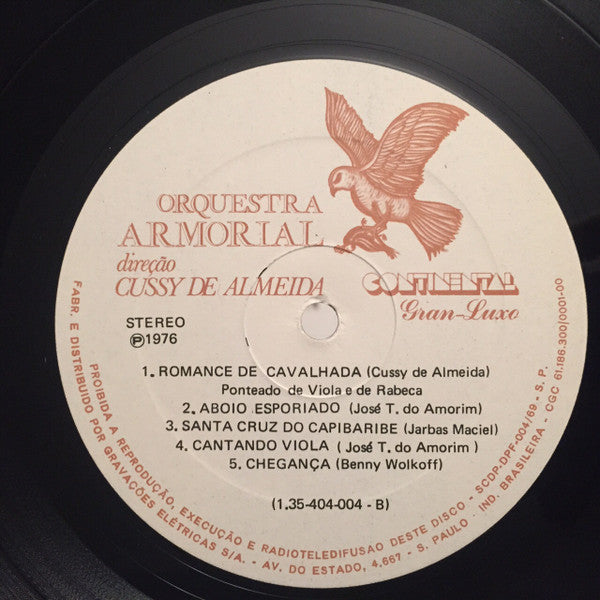 ORQUESTRA
ARMORIAL
direção
CUSSY DE ALMEIDA
CONTINENTAL
Gran-Luxo
STEREO
Ⓟ1976
1. ROMANCE DE CAVALHADA (Cussy de Almeida)
Ponteado de Viola e de Rabeca
2. ABOIO ESPORIADO (José T. do Amorim)
3. SANTA CRUZ DO CAPIBARIBE (Jarbas Maciel)
4. CANTANDO VIOLA ( José T. do Amorim )
5. CHEGANÇA (Benny Wolkoff)
(1.35-404-004 - B)
PROIBIDA A REPRODUÇÃO, EXECUÇÃO E RADIOTELEDIFUSAO DESTE DISCO - SCDP-DPF-004/69 - S. P.
FABR. E DISTRIBUIDO POR GRAVAÇÕES ELÉTRICAS S/A. - AV. DO ESTADO, 4.667 - S. PAULO - IND. BRASILEIRA - CGC 61.186.300/0001-00